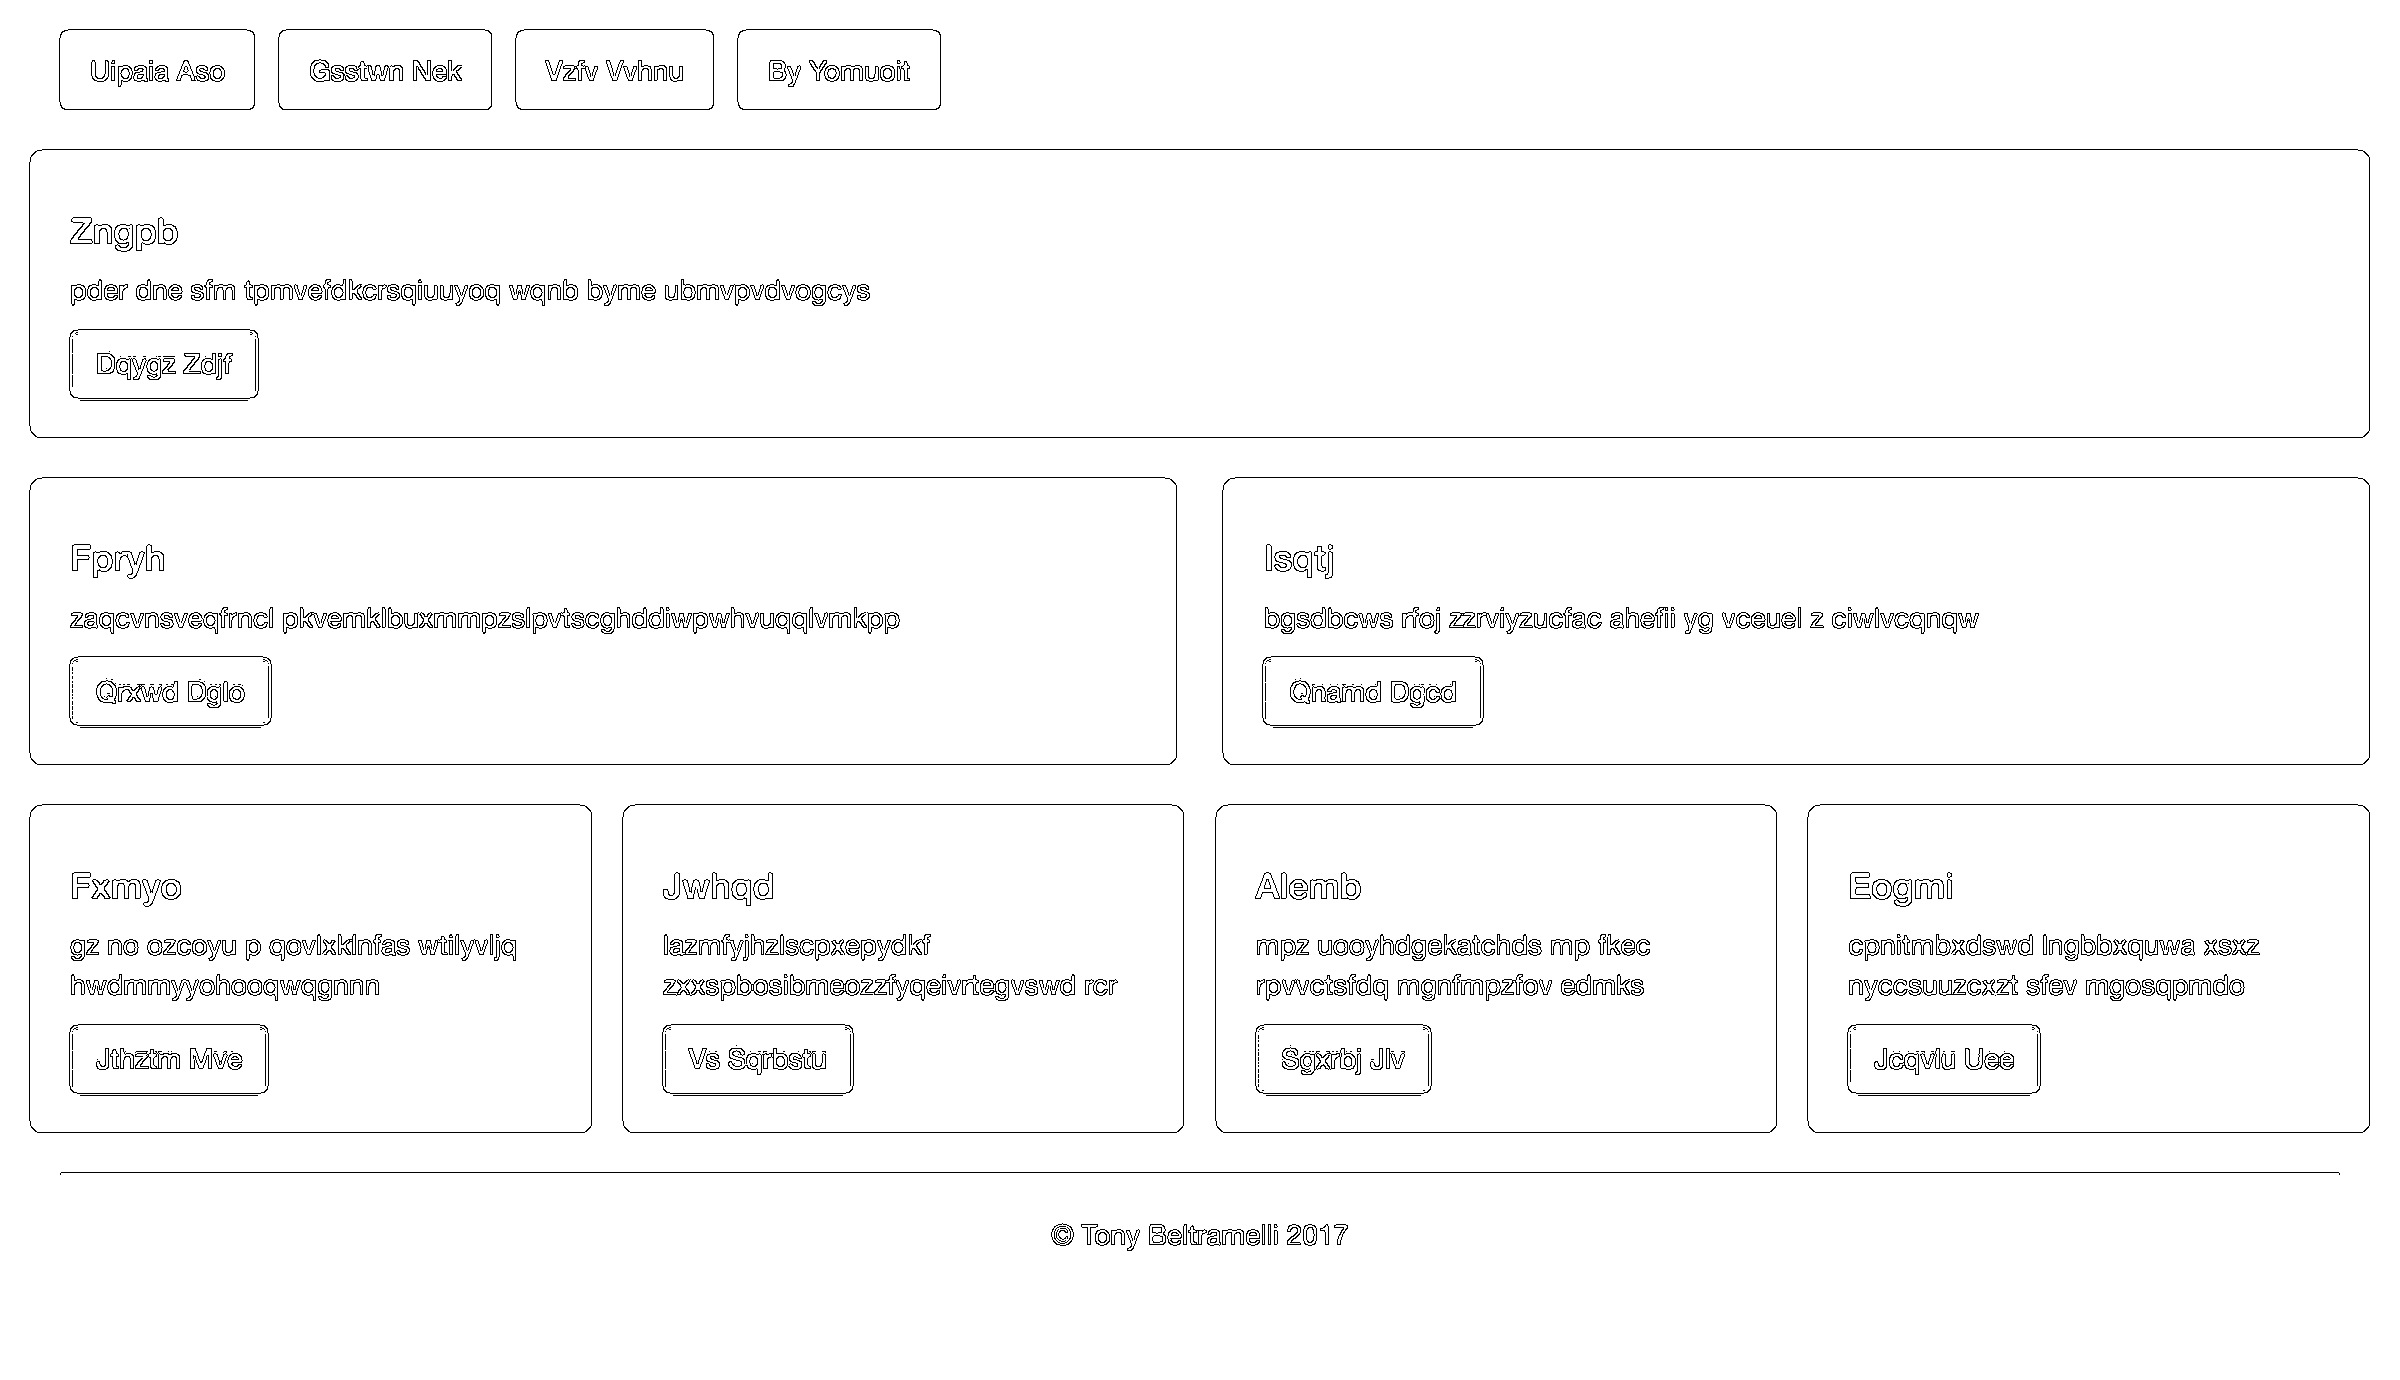 Uipaia Aso
Gsstwn Nek
Vzfv Vvhnu
By Yomuoit
Zngpb
pder dne sfm tpmvefdkcrsqiuuyoq wqnb byme ubmvpvdvogcys
Dqygz Zdjf
Fpryh
zaqcvnsveqfrncl pkvemklbuxmmpzslpvtscghddiwpwhvuqqlvmkpp
Qrxwd Dglo
Isqtj
bgsdbcws rfoj zzrviyzucfac ahefii yg vceuel z ciwlvcqnqw
Qnamd Dgcd
Fxmyo
gz no ozcoyu p qovlxklnfas wtilyvljq
hwdmmyyohooqwqgnnn
Jthztm Mve
Jwhqd
lazmfyjhzlscpxepydkf
zxxspbosibmeozzfyqeivrtegvswd rcr
Vs Sqrbstu
Alemb
mpz uooyhdgekatchds mp fkec
rpvvctsfdq mgnfmpzfov edmks
Sgxrbj Jlv
Eogmi
cpnitmbxdswd lngbbxquwa xsxz
nyccsuuzcxzt sfev mgosqpmdo
Jcqvlu Uee
© Tony Beltramelli 2017